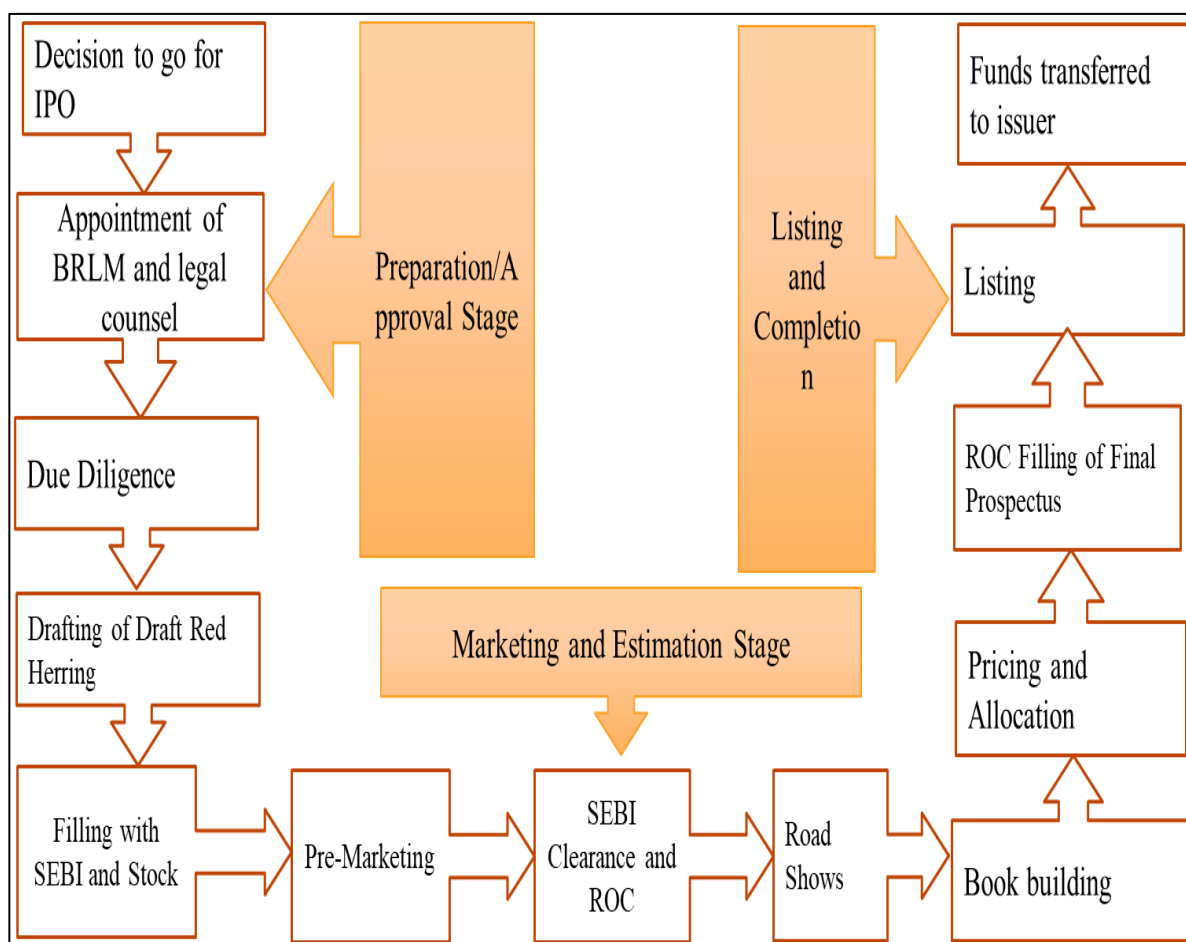 Decision to go for
IPO
Appointment of
BRLM and legal
counsel
Due Diligence
Drafting of Draft Red
Herring
Filling with
SEBI and Stock
Preparation/A
pproval Stage
Marketing and Estimation Stage
Pre-Marketing
SEBI
Clearance and
ROC
Road
Shows
Book building
Pricing and
Allocation
ROC Filling of Final
Prospectus
Listing
Funds transferred
to issuer
Listing
and
Completio
n